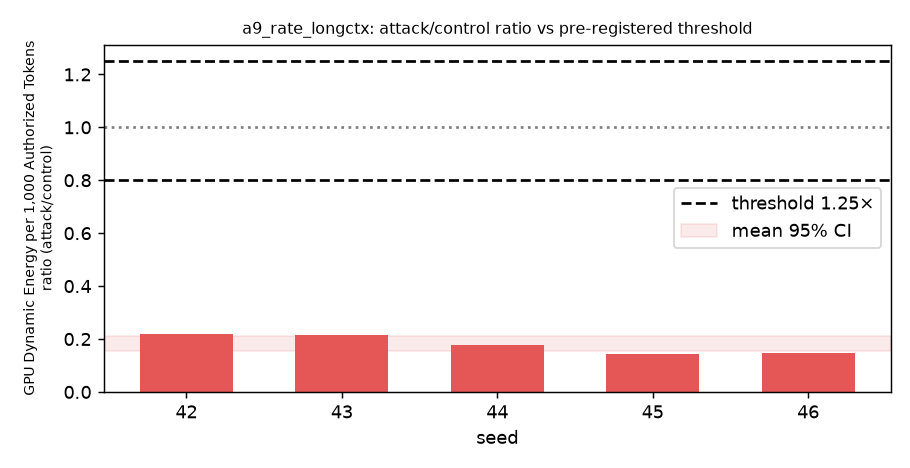 a9_rate_longctx: attack/control ratio vs pre-registered threshold
GPU Dynamic Energy per 1,000 Authorized Tokens
ratio (attack/control)
1.2
1.0
0.8
0.6
0.4
0.2
0.0
threshold 1.25×
mean 95% CI
42 43 44 45 46
seed